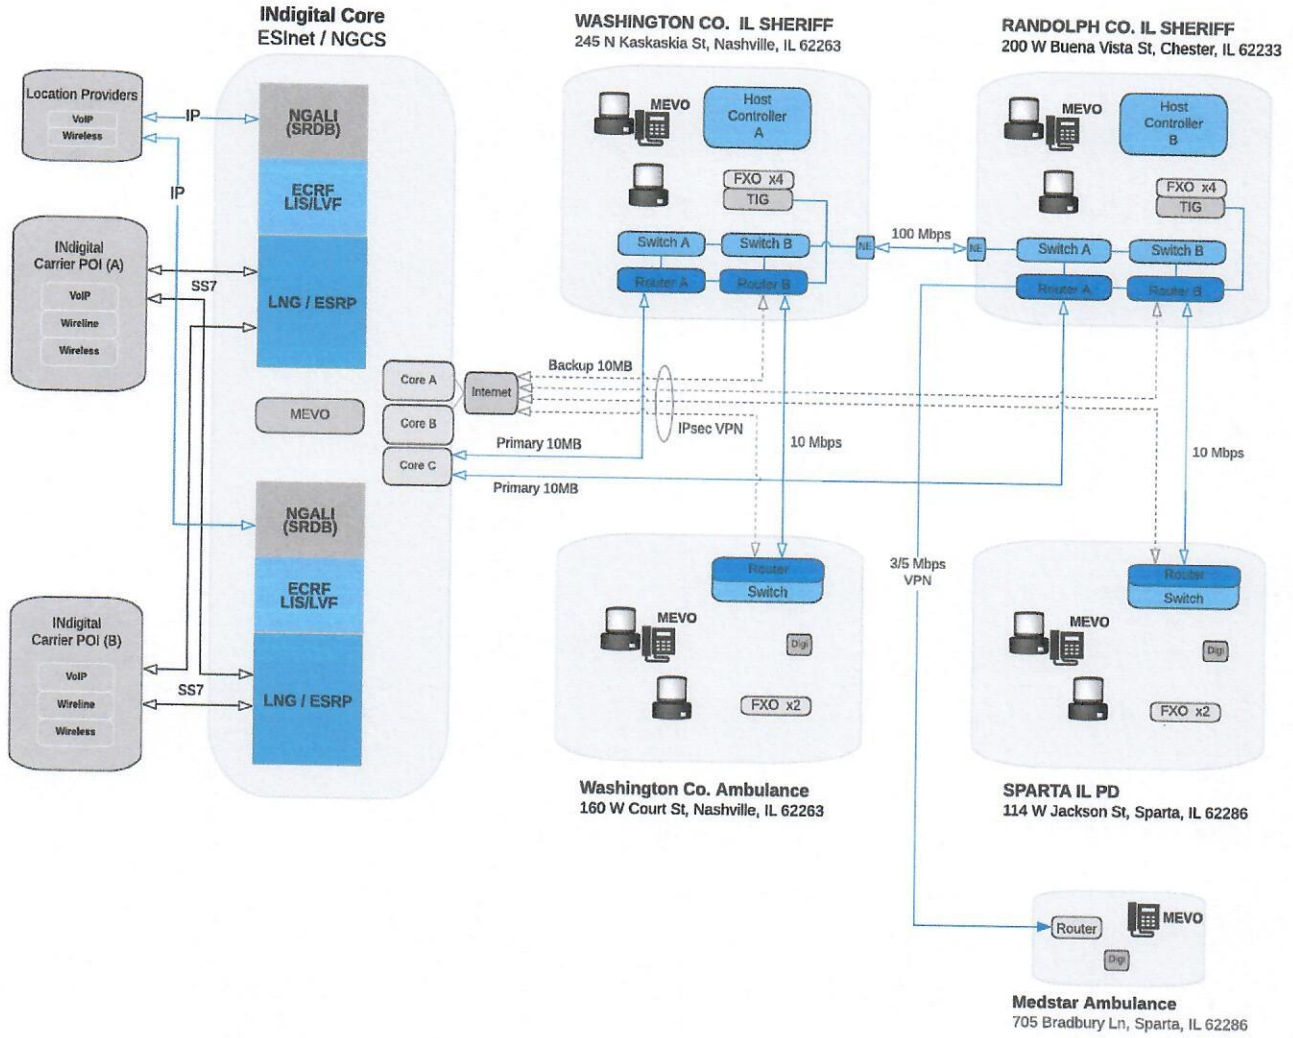 INdigital Core
ESInet / NGCS
WASHINGTON CO. IL SHERIFF
245 N Kaskaskia St, Nashville, IL 62263
RANDOLPH CO. IL SHERIFF
200 W Buena Vista St, Chester, IL 62233
Location Providers
VoIP
Wireless
IP
IP
NGALI
(SRDB)
ECRF
LIS/LVF
LNG / ESRP
INdigital
Carrier POI (A)
VoIP
Wireline
Wireless
SS7
MEVO
Core A
Core B
Core C
Internet
NGALI
(SRDB)
ECRF
LIS/LVF
LNG / ESRP
INdigital
Carrier POI (B)
VoIP
Wireline
Wireless
SS7
MEVO
Host
Controller
A
FXO x4
TIG
Switch A
Switch B
Router A
Router B
NE
100 Mbps
NE
MEVO
Host
Controller
B
FXO x4
TIG
Switch A
Switch B
Router A
Router B
Backup 10MB
IPsec VPN
Primary 10MB
Primary 10MB
10 Mbps
10 Mbps
3/5 Mbps
VPN
Router
Switch
MEVO
Digi
FXO x2
Washington Co. Ambulance
160 W Court St, Nashville, IL 62263
Router
Switch
MEVO
Digi
FXO x2
SPARTA IL PD
114 W Jackson St, Sparta, IL 62286
Router
MEVO
Digi
Medstar Ambulance
705 Bradbury Ln, Sparta, IL 62286